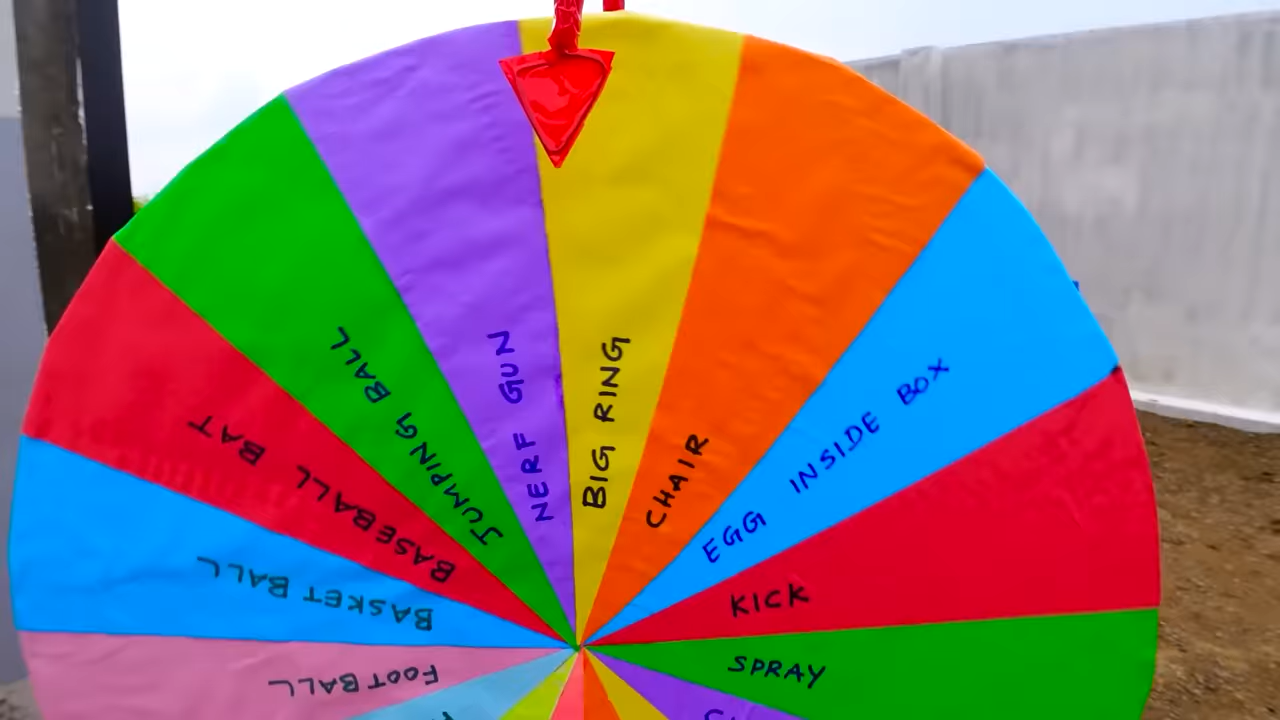 FOOTBALL
BASKET BALL
BASEBALL BAT
JUMPING BALL
NERF GUN
BIG RING
CHAIR
EGG INSIDE BOX
KICK
SPRAY